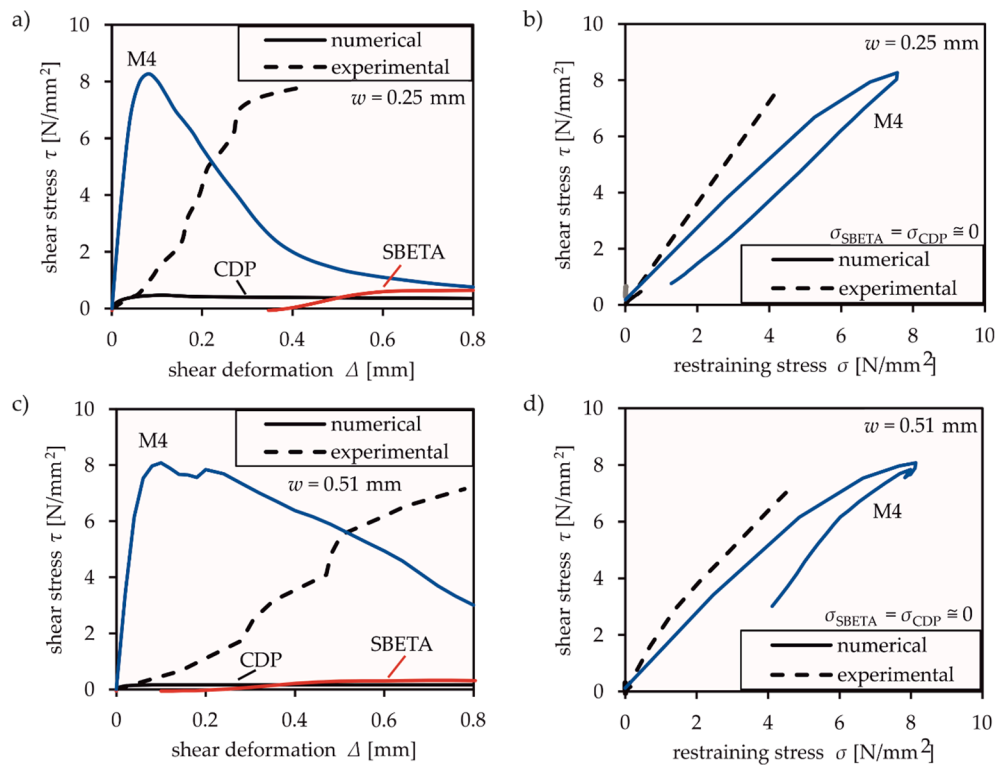 a)
shear stress τ [N/mm²]
10
8
6
4
2
0
M4
numerical
experimental
w = 0.25 mm
CDP
SBETA
0 0.2 0.4 0.6 0.8
shear deformation Δ [mm]
b)
shear stress τ [N/mm²]
10
8
6
4
2
0
w = 0.25 mm
M4
σSBETA = σCDP ≅ 0
numerical
experimental
0 2 4 6 8 10
restraining stress σ [N/mm²]
c)
shear stress τ [N/mm²]
10
8
6
4
2
0
M4
numerical
experimental
w = 0.51 mm
CDP
SBETA
0 0.2 0.4 0.6 0.8
shear deformation Δ [mm]
d)
shear stress τ [N/mm²]
10
8
6
4
2
0
w = 0.51 mm
M4
σSBETA = σCDP ≅ 0
numerical
experimental
0 2 4 6 8 10
restraining stress σ [N/mm²]